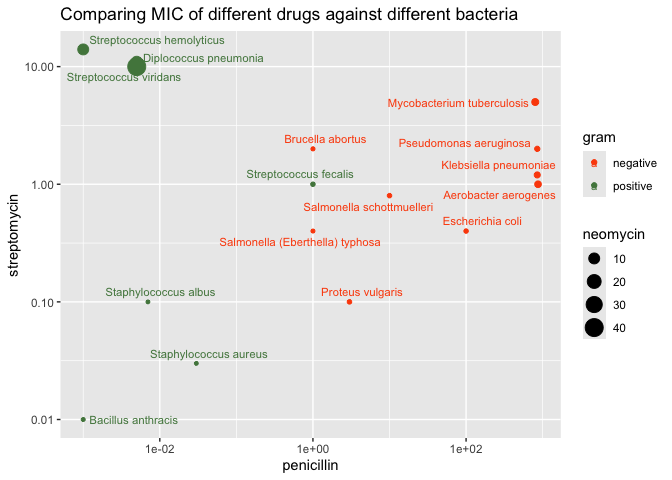 Comparing MIC of different drugs against different bacteria
Streptococcus hemolyticus
Diplococcus pneumonia
Streptococcus viridans
Mycobacterium tuberculosis
Brucella abortus
Pseudomonas aeruginosa
Klebsiella pneumoniae
Streptococcus fecalis
Aerobacter aerogenes
Salmonella schottmuelleri
Escherichia coli
Salmonella (Eberthella) typhosa
Staphylococcus albus
Proteus vulgaris
Staphylococcus aureus
Bacillus anthracis
10.00
1.00
0.10
0.01
streptomycin
1e-02
1e+00
1e+02
penicillin
gram
negative
positive
neomycin
10
20
30
40